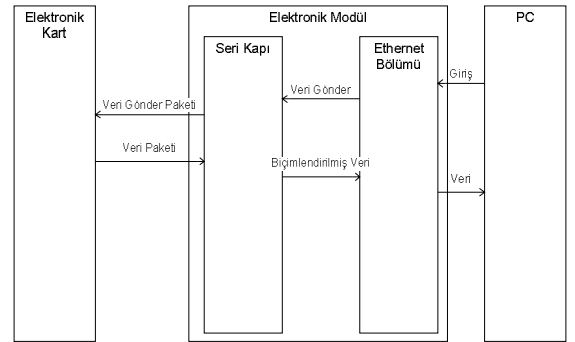 Elektronik
Kart
Elektronik Modül
PC
Seri Kapı
Ethernet
Bölümü
Giriş
Veri Gönder
Veri Gönder Paketi
Veri Paketi
Biçimlendirilmiş Veri
Veri